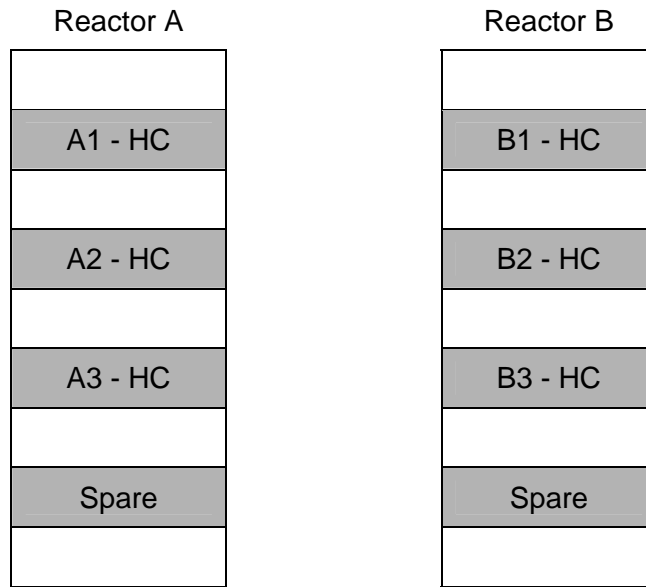 Reactor A
Reactor B
A1 - HC
B1 - HC
A2 - HC
B2 - HC
A3 - HC
B3 - HC
Spare
Spare